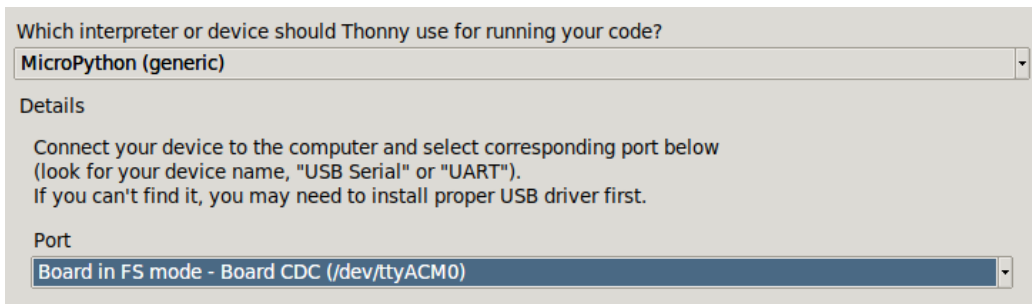 Which interpreter or device should Thonny use for running your code?
MicroPython (generic)
Details
Connect your device to the computer and select corresponding port below
(look for your device name, "USB Serial" or "UART").
If you can't find it, you may need to install proper USB driver first.
Port
Board in FS mode - Board CDC (/dev/ttyACM0)